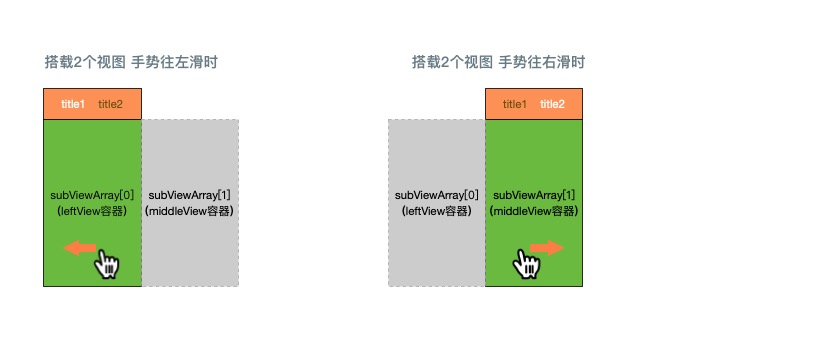 搭载2个视图 手势往左滑时
title1 title2
subViewArray[0]
(leftView容器)
subViewArray[1]
(middleView容器)
搭载2个视图 手势往右滑时
title1 title2
subViewArray[0]
(leftView容器)
subViewArray[1]
(middleView容器)